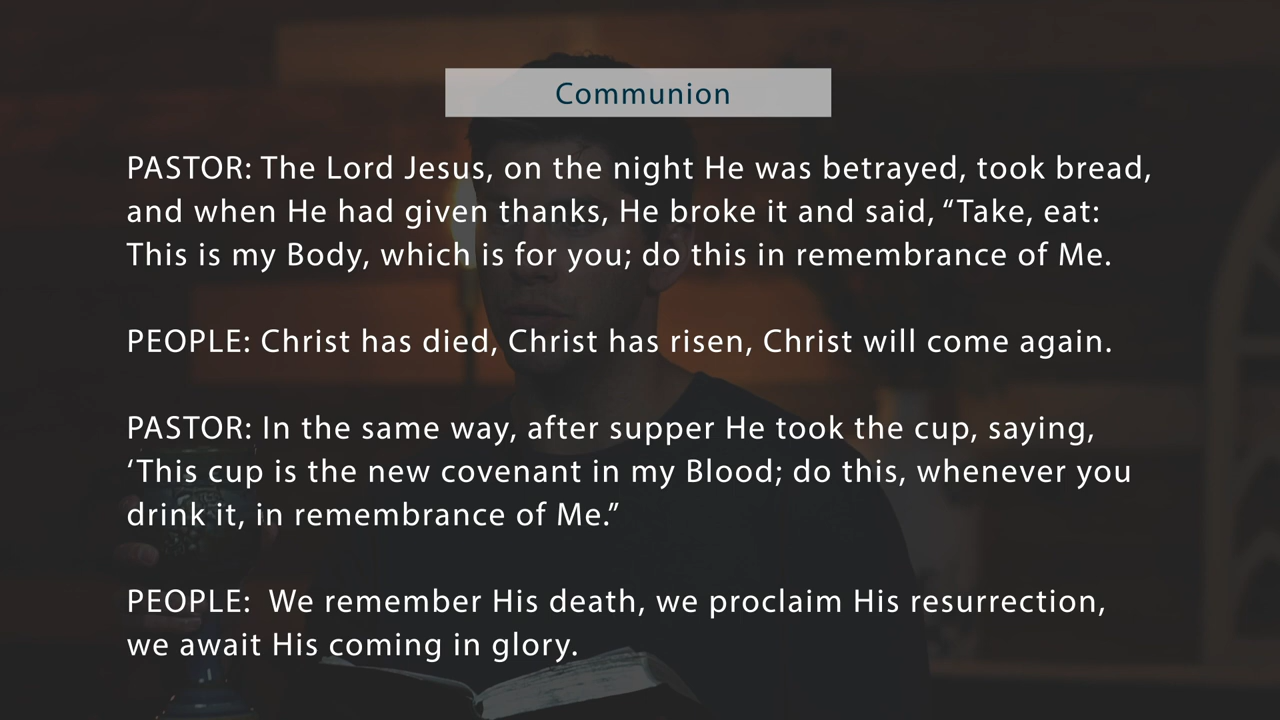 Communion
PASTOR: The Lord Jesus, on the night He was betrayed, took bread,
and when He had given thanks, He broke it and said, “Take, eat:
This is my Body, which is for you; do this in remembrance of Me.
PEOPLE: Christ has died, Christ has risen, Christ will come again.
PASTOR: In the same way, after supper He took the cup, saying,
‘This cup is the new covenant in my Blood; do this, whenever you
drink it, in remembrance of Me.”
PEOPLE:  We remember His death, we proclaim His resurrection,
we await His coming in glory.